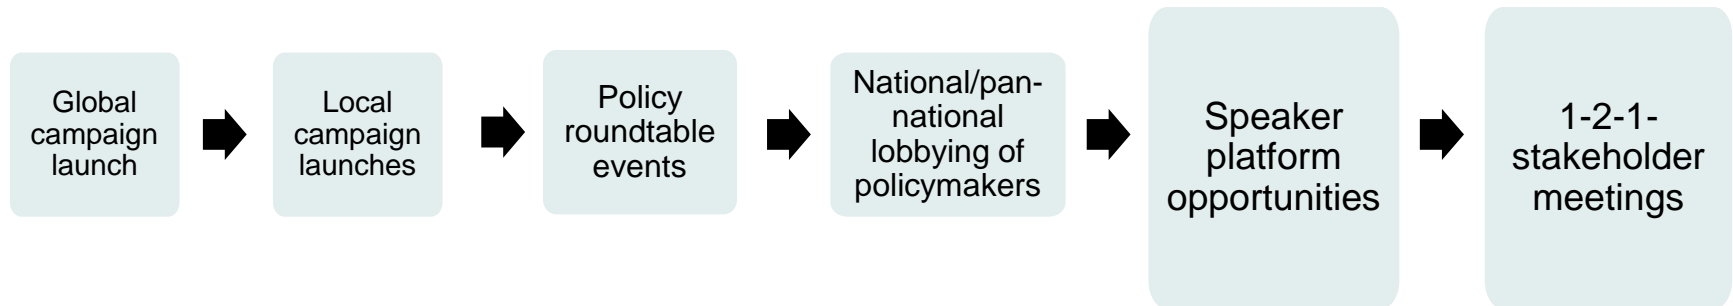 Global
campaign
launch
Local
campaign
launches
Policy
roundtable
events
National/pan-
national
lobbying of
policymakers
Speaker
platform
opportunities
1-2-1-
stakeholder
meetings